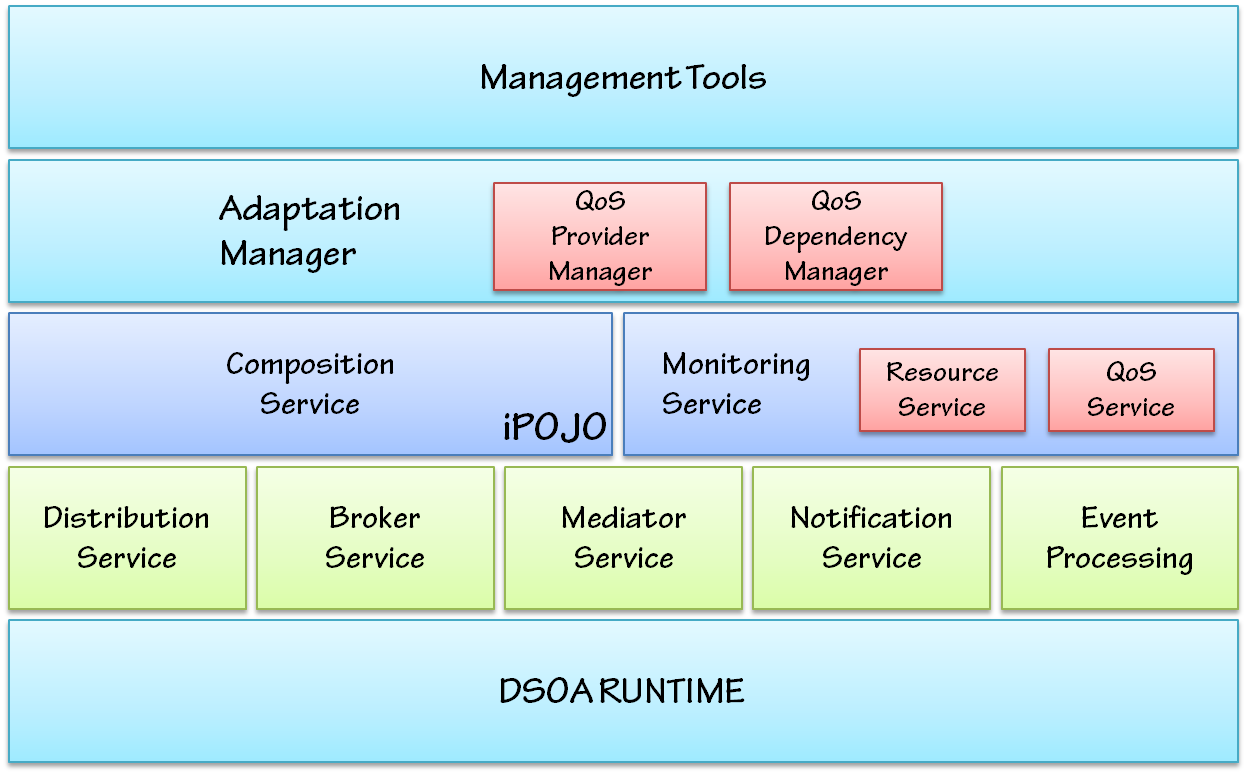 Management Tools
Adaptation
Manager
QoS
Provider
Manager
QoS
Dependency
Manager
Composition
Service
iPOJO
Monitoring
Service
Resource
Service
QoS
Service
Distribution
Service
Broker
Service
Mediator
Service
Notification
Service
Event
Processing
DSOA RUNTIME